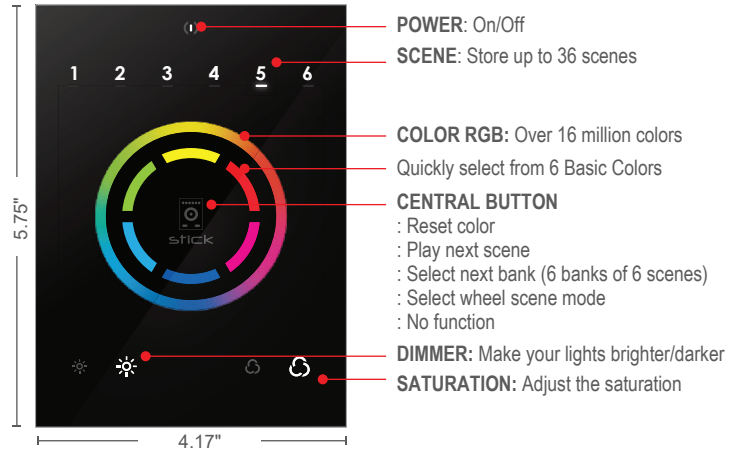 POWER: On/Off
SCENE: Store up to 36 scenes
1 2 3 4 5 6
COLOR RGB: Over 16 million colors
Quickly select from 6 Basic Colors
CENTRAL BUTTON
: Reset color
: Play next scene
: Select next bank (6 banks of 6 scenes)
: Select wheel scene mode
: No function
stick
5.75"
DIMMER: Make your lights brighter/darker
SATURATION: Adjust the saturation
4.17"